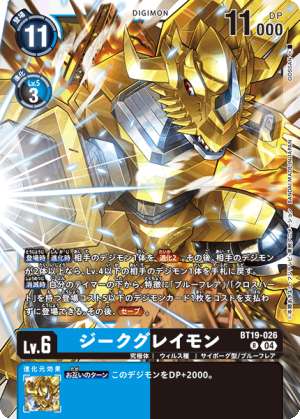 登場
11
DIGIMON
DP
11000
進化
Lv.5
3
登場時 進化時 相手のデジモン1体を、退化2。その後、相手のデジモン
が2体以上なら、Lv.4以下の相手のデジモン1体を手札に戻す。
消滅時 自分のテイマーの下から、特徴に「ブルーフレア」/「クロスハー
ト」を持つ登場コスト5以下のデジモンカード1枚をコストを支払わ
ずに登場できる。その後、セーブ。
Lv.6
ジークグレイモン
BT19-026
R 04
究極体
ウィルス種
サイボーグ型/ブルーフレア
進化元効果
お互いのターン このデジモンをDP+2000。